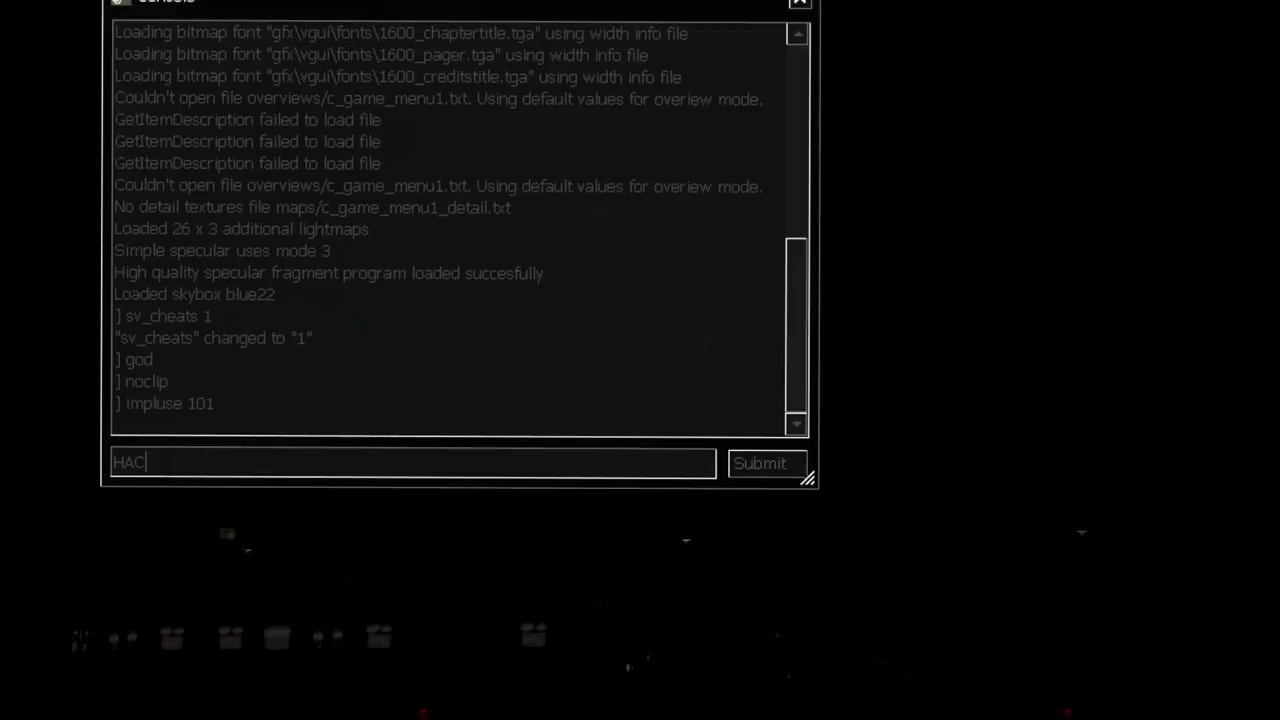 Loading bitmap font "gfx\vgui\fonts\1600_chaptertitle.tga" using width info file
Loading bitmap font "gfx\vgui\fonts\1600_pager.tga" using width info file
Loading bitmap font "gfx\vgui\fonts\1600_creditstitle.tga" using width info file
Couldn't open file overviews/c_game_menu1.txt. Using default values for overiew mode.
GetItemDescription failed to load file
GetItemDescription failed to load file
GetItemDescription failed to load file
Couldn't open file overviews/c_game_menu1.txt. Using default values for overiew mode.
No detail textures file maps/c_game_menu1_detail.txt
Loaded 26 x 3 additional lightmaps
Simple specular uses mode 3
High quality specular fragment program loaded succesfully
Loaded skybox blue22
] sv_cheats 1
"sv_cheats" changed to "1"
] god
] noclip
] impluse 101
HAC
Submit